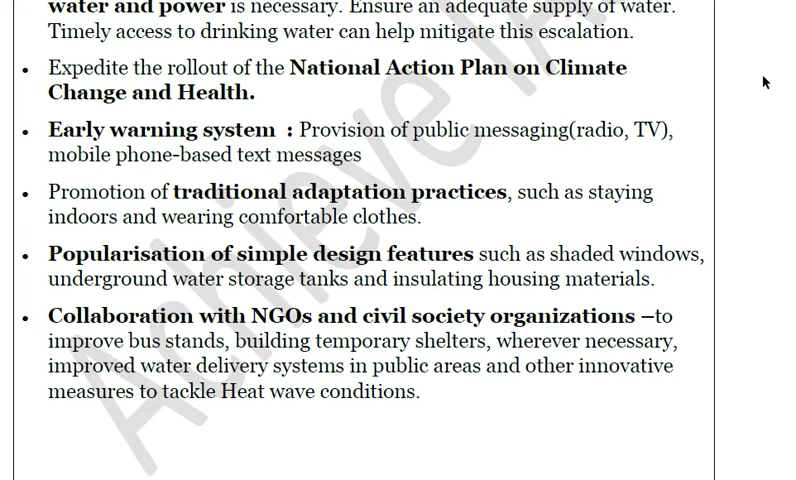 water and power is necessary. Ensure an adequate supply of water.
Timely access to drinking water can help mitigate this escalation.
• Expedite the rollout of the National Action Plan on Climate
Change and Health.
• Early warning system : Provision of public messaging(radio, TV),
mobile phone-based text messages
• Promotion of traditional adaptation practices, such as staying
indoors and wearing comfortable clothes.
• Popularisation of simple design features such as shaded windows,
underground water storage tanks and insulating housing materials.
• Collaboration with NGOs and civil society organizations –to
improve bus stands, building temporary shelters, wherever necessary,
improved water delivery systems in public areas and other innovative
measures to tackle Heat wave conditions.
Achieve IA